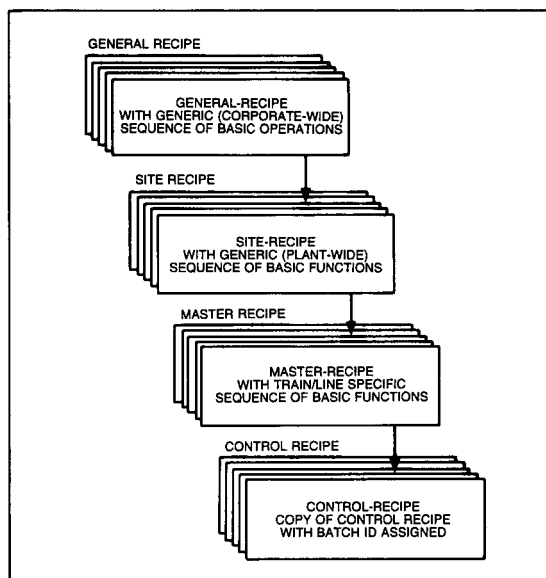 GENERAL RECIPE
GENERAL-RECIPE
WITH GENERIC (CORPORATE-WIDE)
SEQUENCE OF BASIC OPERATIONS
SITE RECIPE
SITE-RECIPE
WITH GENERIC (PLANT-WIDE)
SEQUENCE OF BASIC FUNCTIONS
MASTER RECIPE
MASTER-RECIPE
WITH TRAIN/LINE SPECIFIC
SEQUENCE OF BASIC FUNCTIONS
CONTROL RECIPE
CONTROL-RECIPE
COPY OF CONTROL RECIPE
WITH BATCH ID ASSIGNED